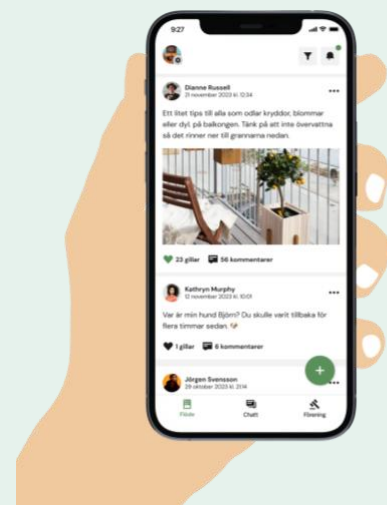 9:27
Dianne Russell
21 november 2023 kl. 12:34
Ett litet tips till alla som odlar kryddor, blommor
eller dyl. på balkongen. Tänk på att inte övervattna
så det rinner ner till grannarna nedan.
23 gillar 56 kommentarer
Kathryn Murphy
12 november 2023 kl. 10:01
Var är min hund Björn? Du skulle varit tillbaka för
flera timmar sedan.
1 gillar 6 kommentarer
Jörgen Svensson
29 oktober 2023 kl. 21:14
Flöde Chatt Förening